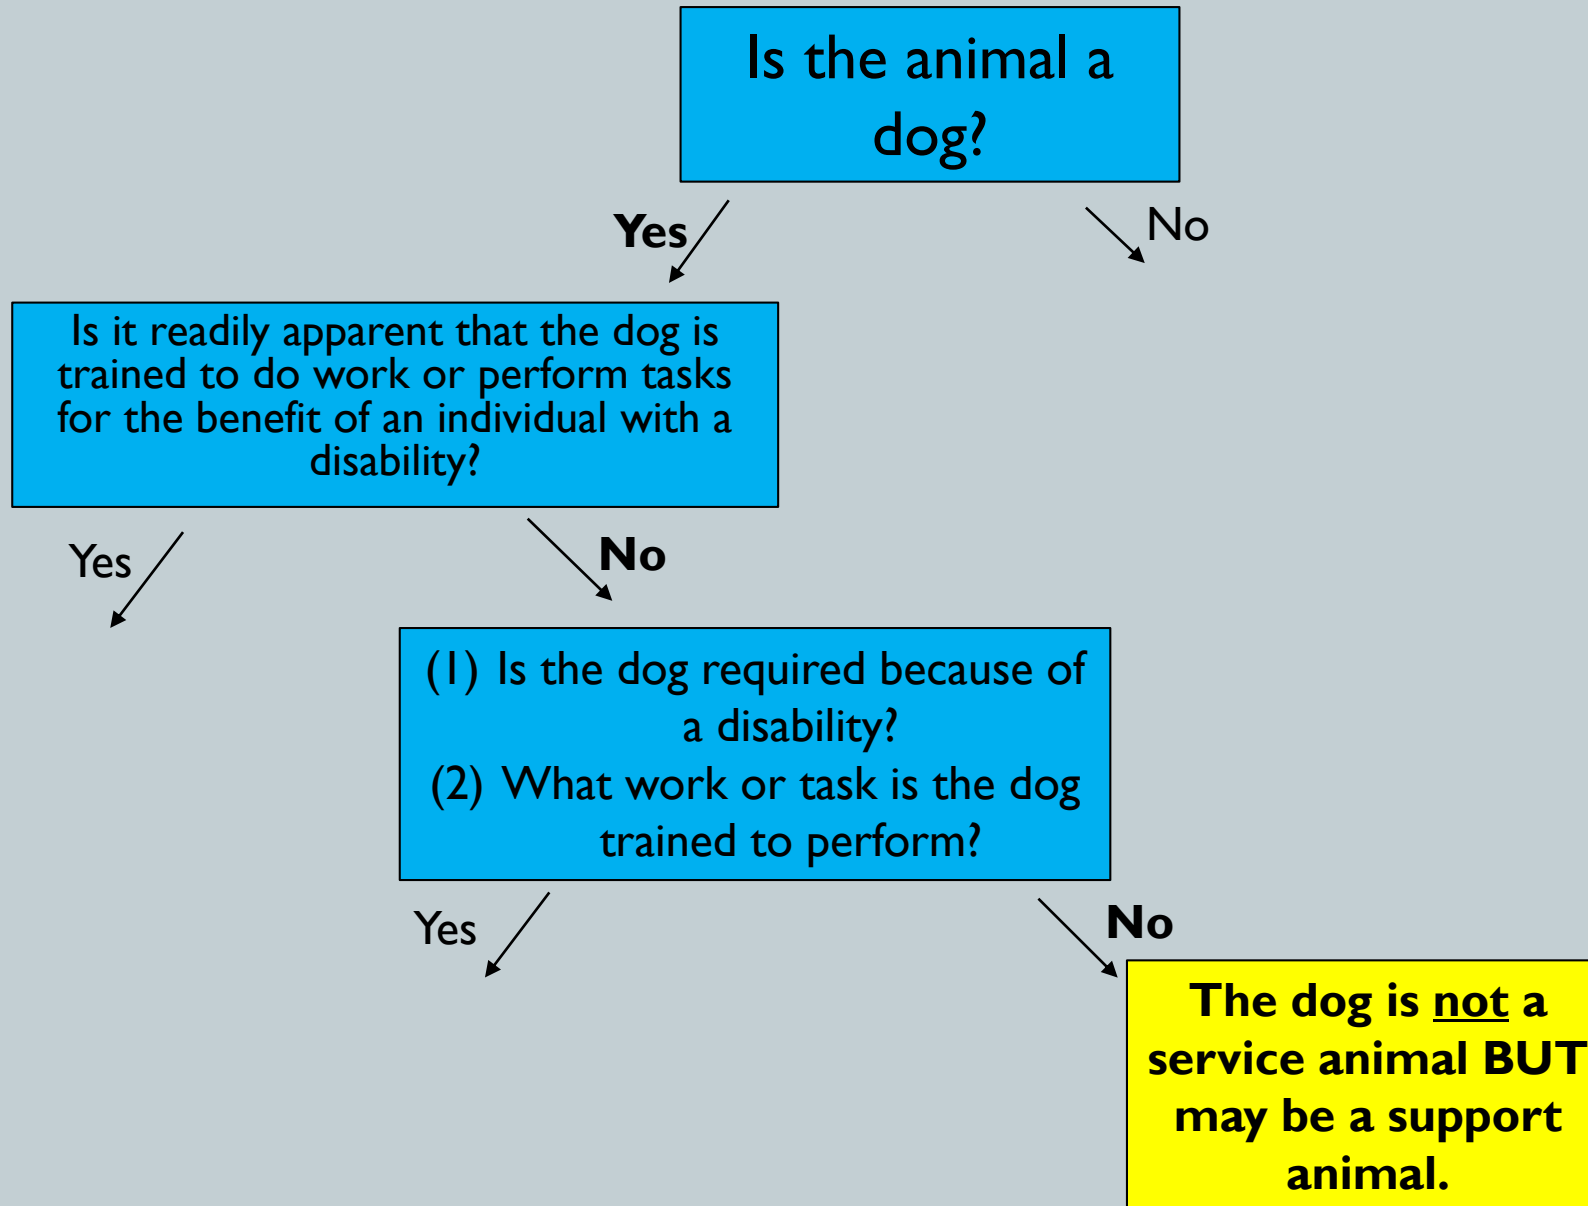 Is the animal a
dog?
Yes
No
Is it readily apparent that the dog is
trained to do work or perform tasks
for the benefit of an individual with a
disability?
Yes
No
(1) Is the dog required because of
a disability?
(2) What work or task is the dog
trained to perform?
Yes
No
The dog is not a
service animal BUT
may be a support
animal.